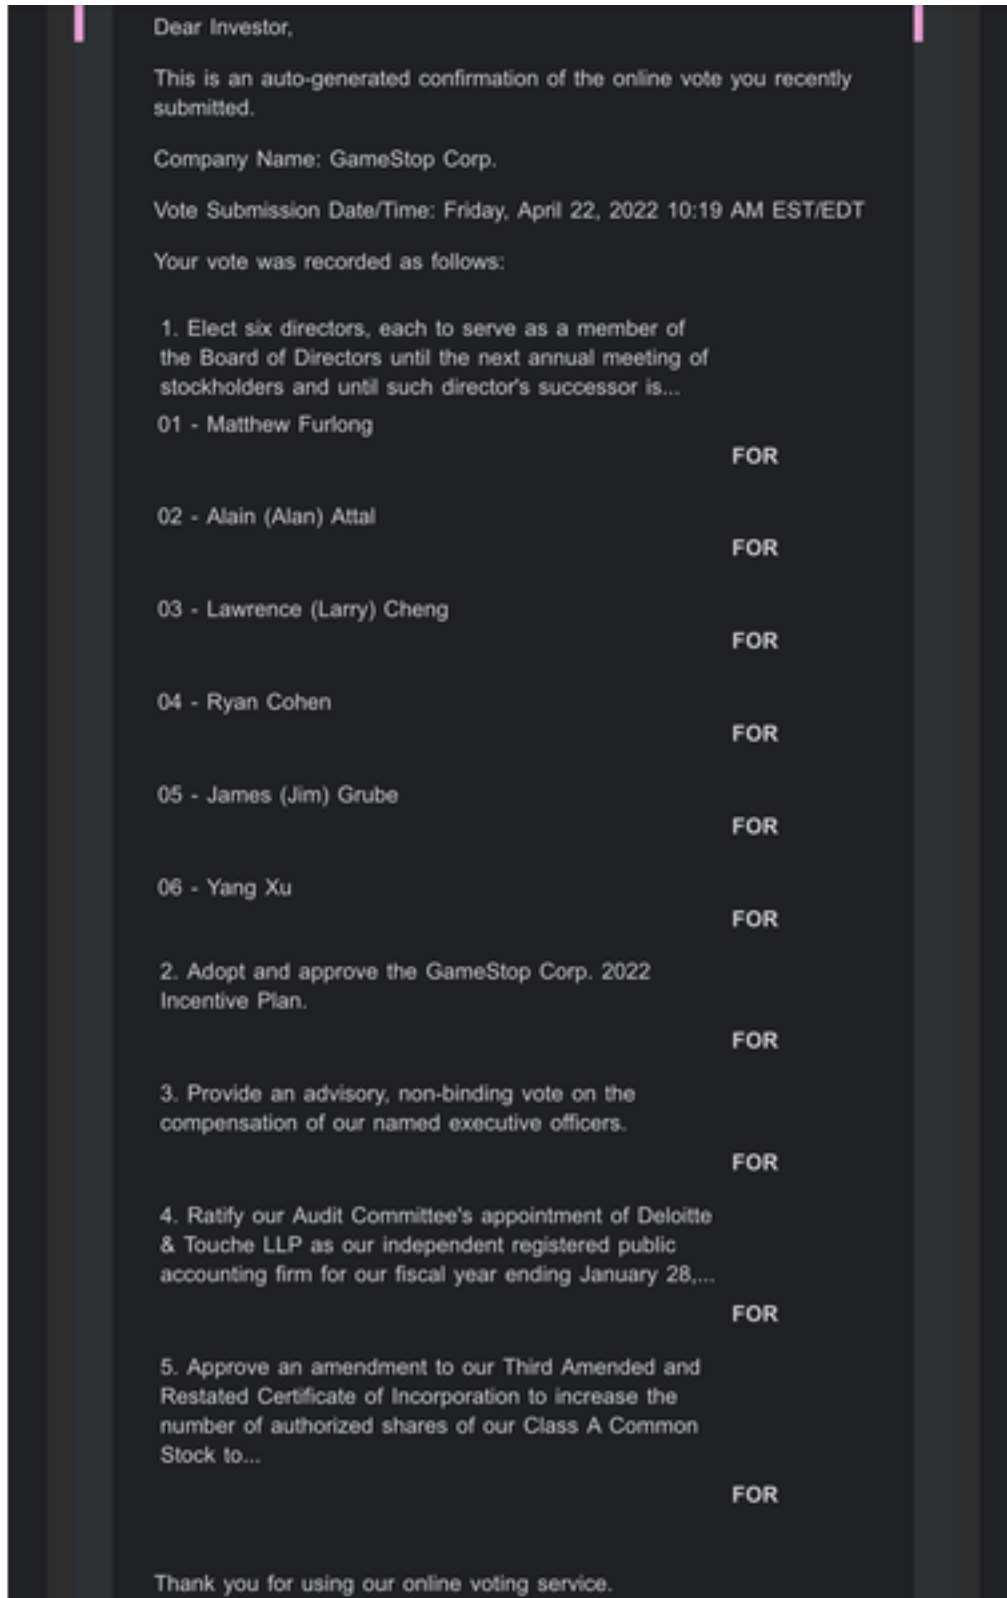 Dear Investor,
This is an auto-generated confirmation of the online vote you recently
submitted.
Company Name: GameStop Corp.
Vote Submission Date/Time: Friday, April 22, 2022 10:19 AM EST/EDT
Your vote was recorded as follows:
1. Elect six directors, each to serve as a member of
the Board of Directors until the next annual meeting of
stockholders and until such director's successor is...
01 - Matthew Furlong
FOR
02 - Alain (Alan) Attal
FOR
03 - Lawrence (Larry) Cheng
FOR
04 - Ryan Cohen
FOR
05 - James (Jim) Grube
FOR
06 - Yang Xu
FOR
2. Adopt and approve the GameStop Corp. 2022
Incentive Plan.
FOR
3. Provide an advisory, non-binding vote on the
compensation of our named executive officers.
FOR
4. Ratify our Audit Committee's appointment of Deloitte
& Touche LLP as our independent registered public
accounting firm for our fiscal year ending January 28,...
FOR
5. Approve an amendment to our Third Amended and
Restated Certificate of Incorporation to increase the
number of authorized shares of our Class A Common
Stock to...
FOR
Thank you for using our online voting service.